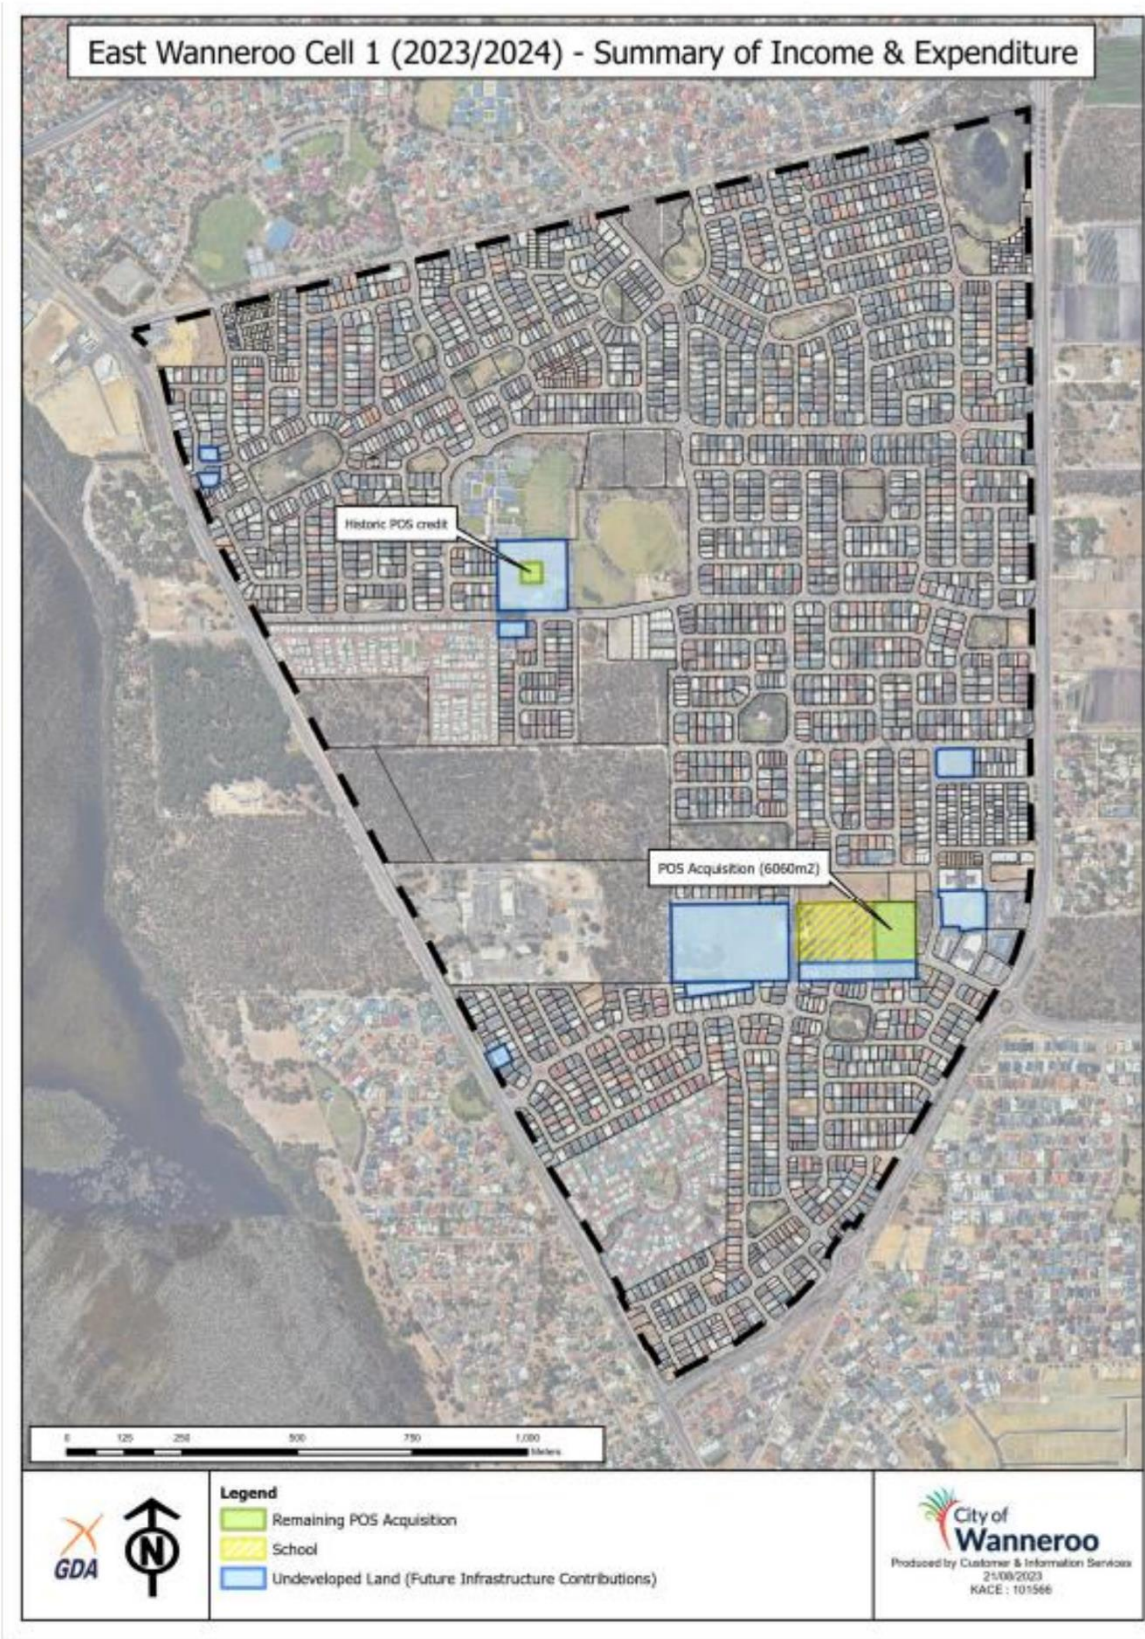 East Wanneroo Cell 1 (2023/2024) - Summary of Income & Expenditure
Historic POS credit
POS Acquisition (6060m2)
0 125 250 500 750 1,000
Meters
GDA
N
Legend
Remaining POS Acquisition
School
Undeveloped Land (Future Infrastructure Contributions)
City of
Wanneroo
Produced by Customer & Information Services
21/08/2023
KACE : 101566